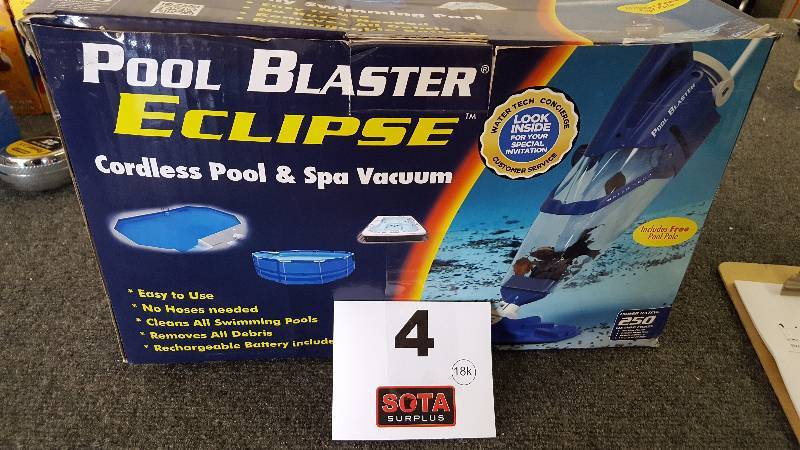 Swimming Pool
POOL BLASTER®
ECLIPSE™
Cordless Pool & Spa Vacuum
* Easy to Use
* No Hoses needed
* Cleans All Swimming Pools
* Removes All Debris
* Rechargeable Battery include
WATER TECH CONCIERGE
LOOK
INSIDE
FOR YOUR
SPECIAL
INVITATION
CUSTOMER SERVICE
POOL BLASTER
Includes Free
Pool Pole
250
4
18k
SOTA
SURPLUS